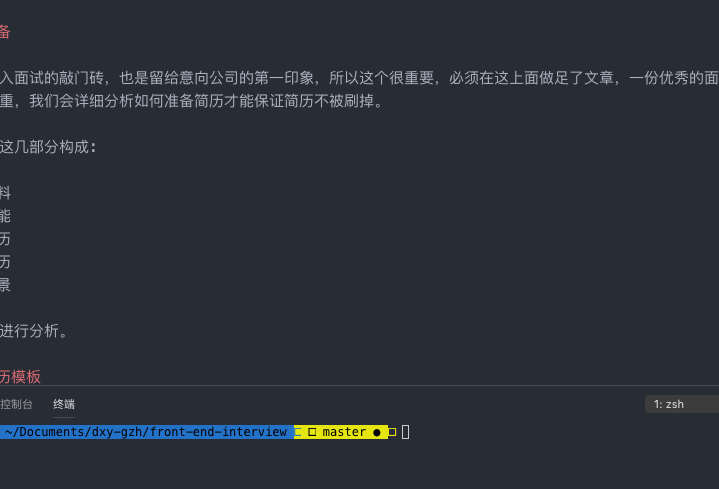 备
入面试的敲门砖，也是留给意向公司的第一印象，所以这个很重要，必须在这上面做足了文章，一份优秀的面
重，我们会详细分析如何准备简历才能保证简历不被刷掉。
这几部分构成：
料
能
历
历
景
进行分析。
历模板
控制台 终端 1: zsh
~/Documents/dxy-gzh/front-end-interview master ●